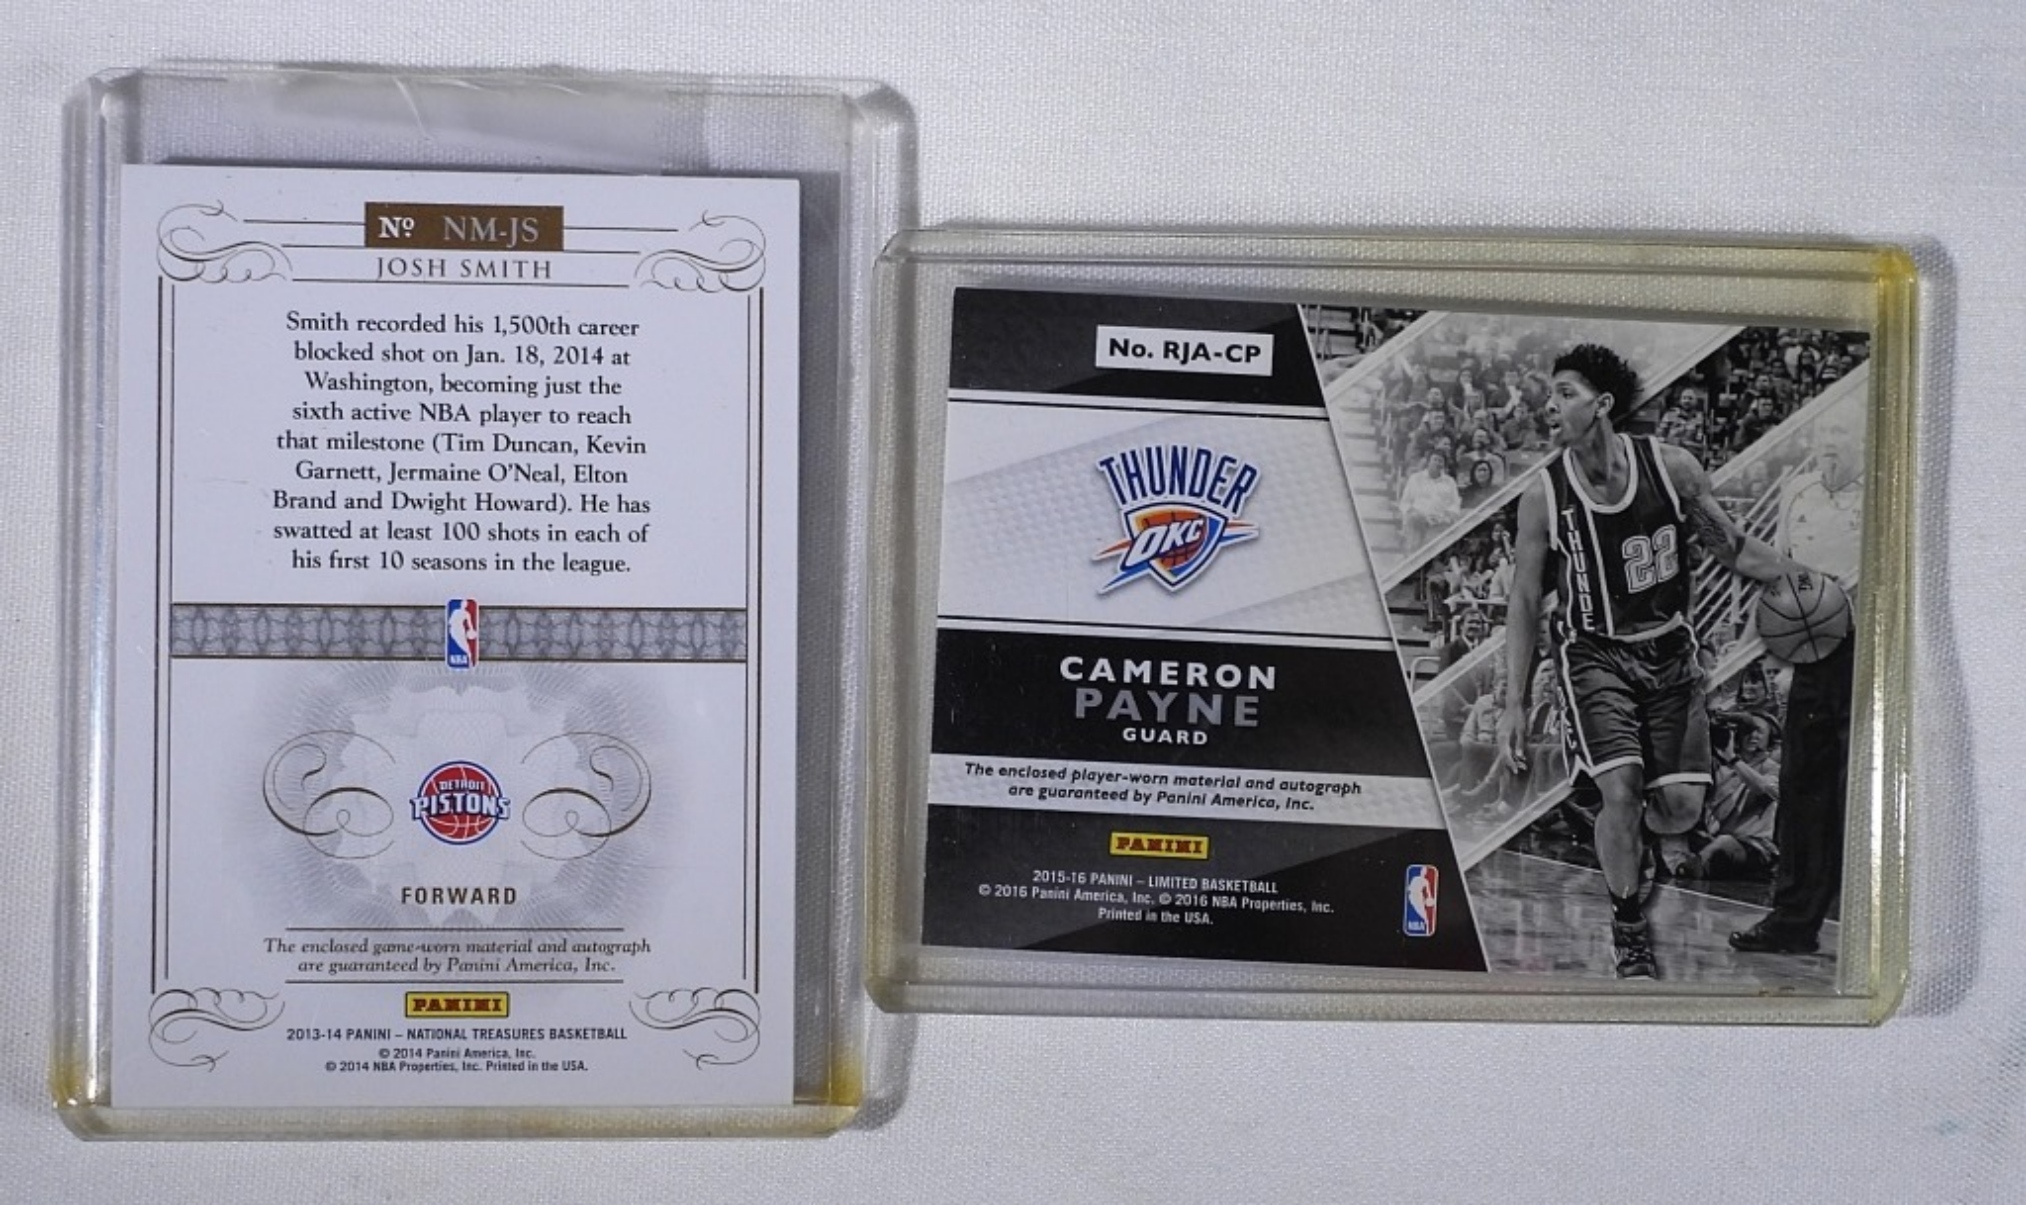 Nº NM-JS
JOSH SMITH
Smith recorded his 1,500th career
blocked shot on Jan. 18, 2014 at
Washington, becoming just the
sixth active NBA player to reach
that milestone (Tim Duncan, Kevin
Garnett, Jermaine O'Neal, Elton
Brand and Dwight Howard). He has
swatted at least 100 shots in each of
his first 10 seasons in the league.
NBA
DETROIT
PISTONS
FORWARD
The enclosed game-worn material and autograph
are guaranteed by Panini America, Inc.
PANINI
2013-14 PANINI – NATIONAL TREASURES BASKETBALL
© 2014 Panini America, Inc.
© 2014 NBA Properties, Inc. Printed in the USA.
No. RJA-CP
THUNDER
OKC
CAMERON
PAYNE
GUARD
The enclosed player-worn material and autograph
are guaranteed by Panini America, Inc.
PANINI
2015-16 PANINI – LIMITED BASKETBALL
© 2016 Panini America, Inc. © 2016 NBA Properties, Inc.
Printed in the USA.
NBA
THUNDER
22